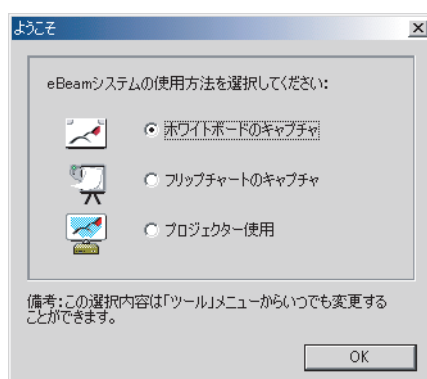 ようこそ
eBeamシステムの使用方法を選択してください:
ホワイトボードのキャプチャ
フリップチャートのキャプチャ
プロジェクター使用
備考:この選択内容は「ツール」メニューからいつでも変更する
ことができます。
OK